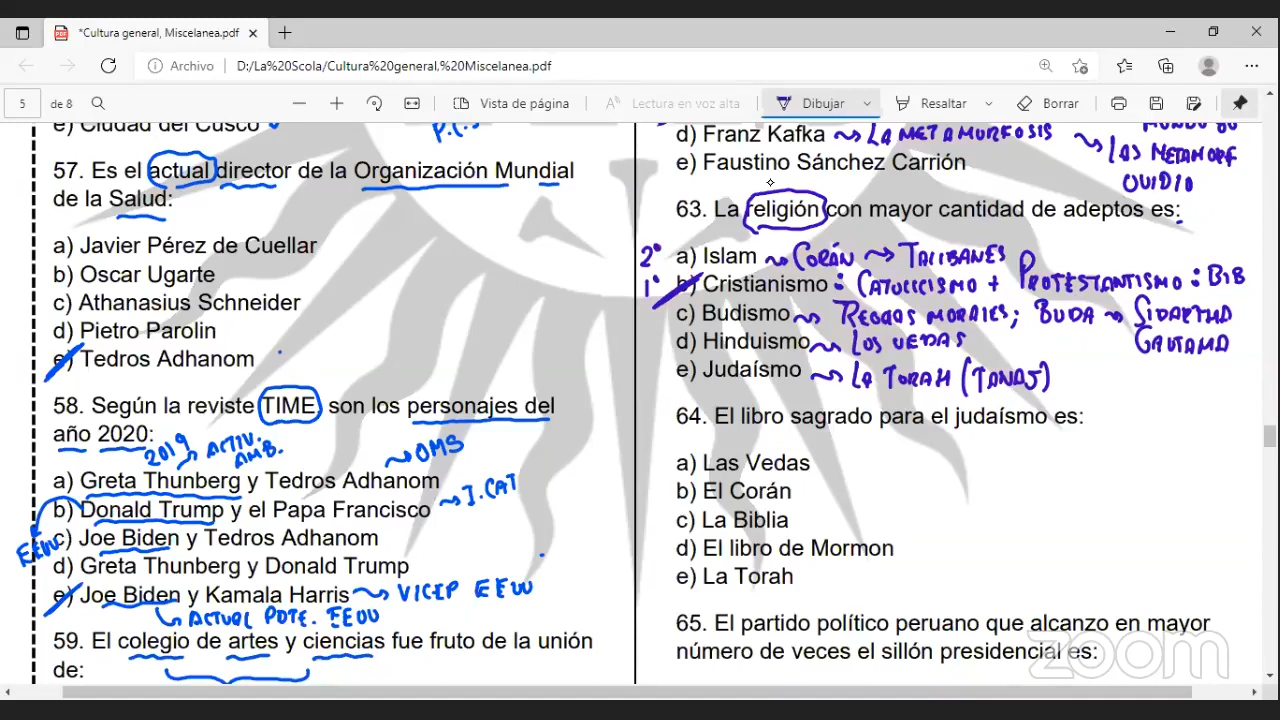 *Cultura general, Miscelanea.pdf
Archivo D:/La%20Scola/Cultura%20general,%20Miscelanea.pdf
5 de 8 Vista de página Lectura en voz alta Dibujar Resaltar Borrar
e) Ciudad del Cusco
57. Es el actual director de la Organización Mundial
de la Salud:
a) Javier Pérez de Cuellar
b) Oscar Ugarte
c) Athanasius Schneider
d) Pietro Parolin
e) Tedros Adhanom
58. Según la reviste TIME son los personajes del
año 2020:
2019 ACTIV. AMB. OMS
a) Greta Thunberg y Tedros Adhanom
b) Donald Trump y el Papa Francisco I. CAT
EEUU c) Joe Biden y Tedros Adhanom
d) Greta Thunberg y Donald Trump
e) Joe Biden y Kamala Harris VICEP EEUU
ACTUAL PDTE. EEUU
59. El colegio de artes y ciencias fue fruto de la unión
de:
d) Franz Kafka LA METAMORFOSIS LAS METAMORF
e) Faustino Sánchez Carrión OVIDIO
63. La religión con mayor cantidad de adeptos es:
2° a) Islam CORÁN TALIBANES
1° b) Cristianismo : CATOLICISMO + PROTESTANTISMO : BIB
c) Budismo REGLAS MORALES; BUDA SIDARTHA
GAUTAMA
d) Hinduismo LOS VEDAS
e) Judaísmo LA TORAH (TANAJ)
64. El libro sagrado para el judaísmo es:
a) Las Vedas
b) El Corán
c) La Biblia
d) El libro de Mormon
e) La Torah
65. El partido político peruano que alcanzo en mayor
número de veces el sillón presidencial es:
zoom